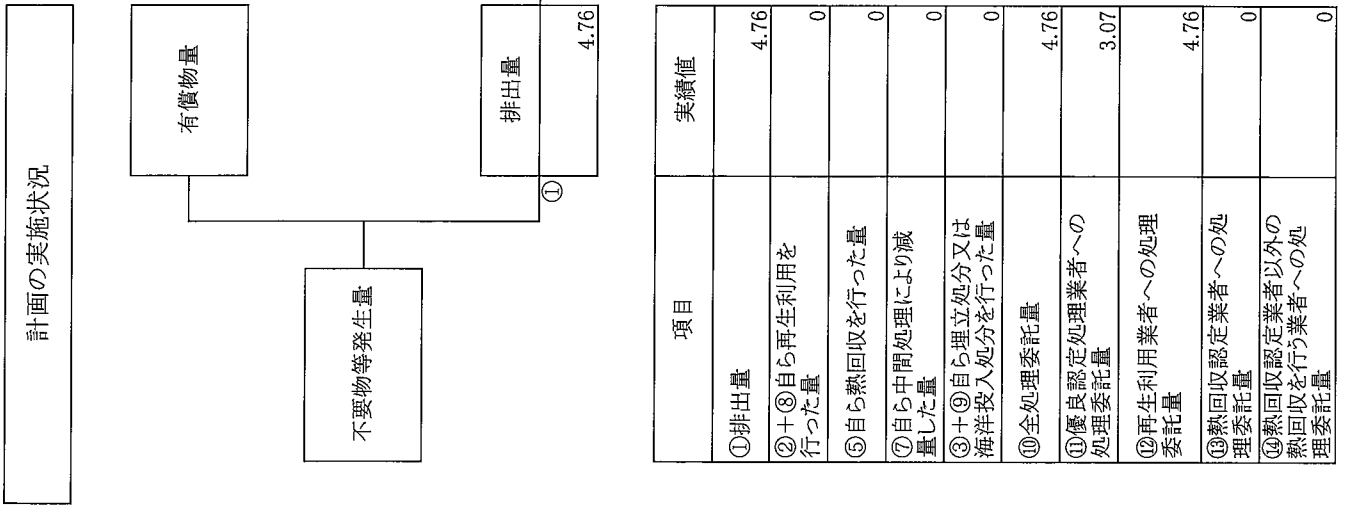 計画の実施状況
有償物量
不要物等発生量
①
排出量
4.76
項目
実績値
①排出量
4.76
②+⑧自ら再生利用を
行った量
0
⑤自ら熱回収を行った量
0
⑦自ら中間処理により減
量した量
0
③+⑨自ら埋立処分又は
海洋投入処分を行った量
0
⑩全処理委託量
4.76
⑪優良認定処理業者への
処理委託量
3.07
⑫再生利用業者への処理
委託量
4.76
⑬熱回収認定業者への処
理委託量
0
⑭熱回収認定業者以外の
熱回収を行う業者への処
理委託量
0